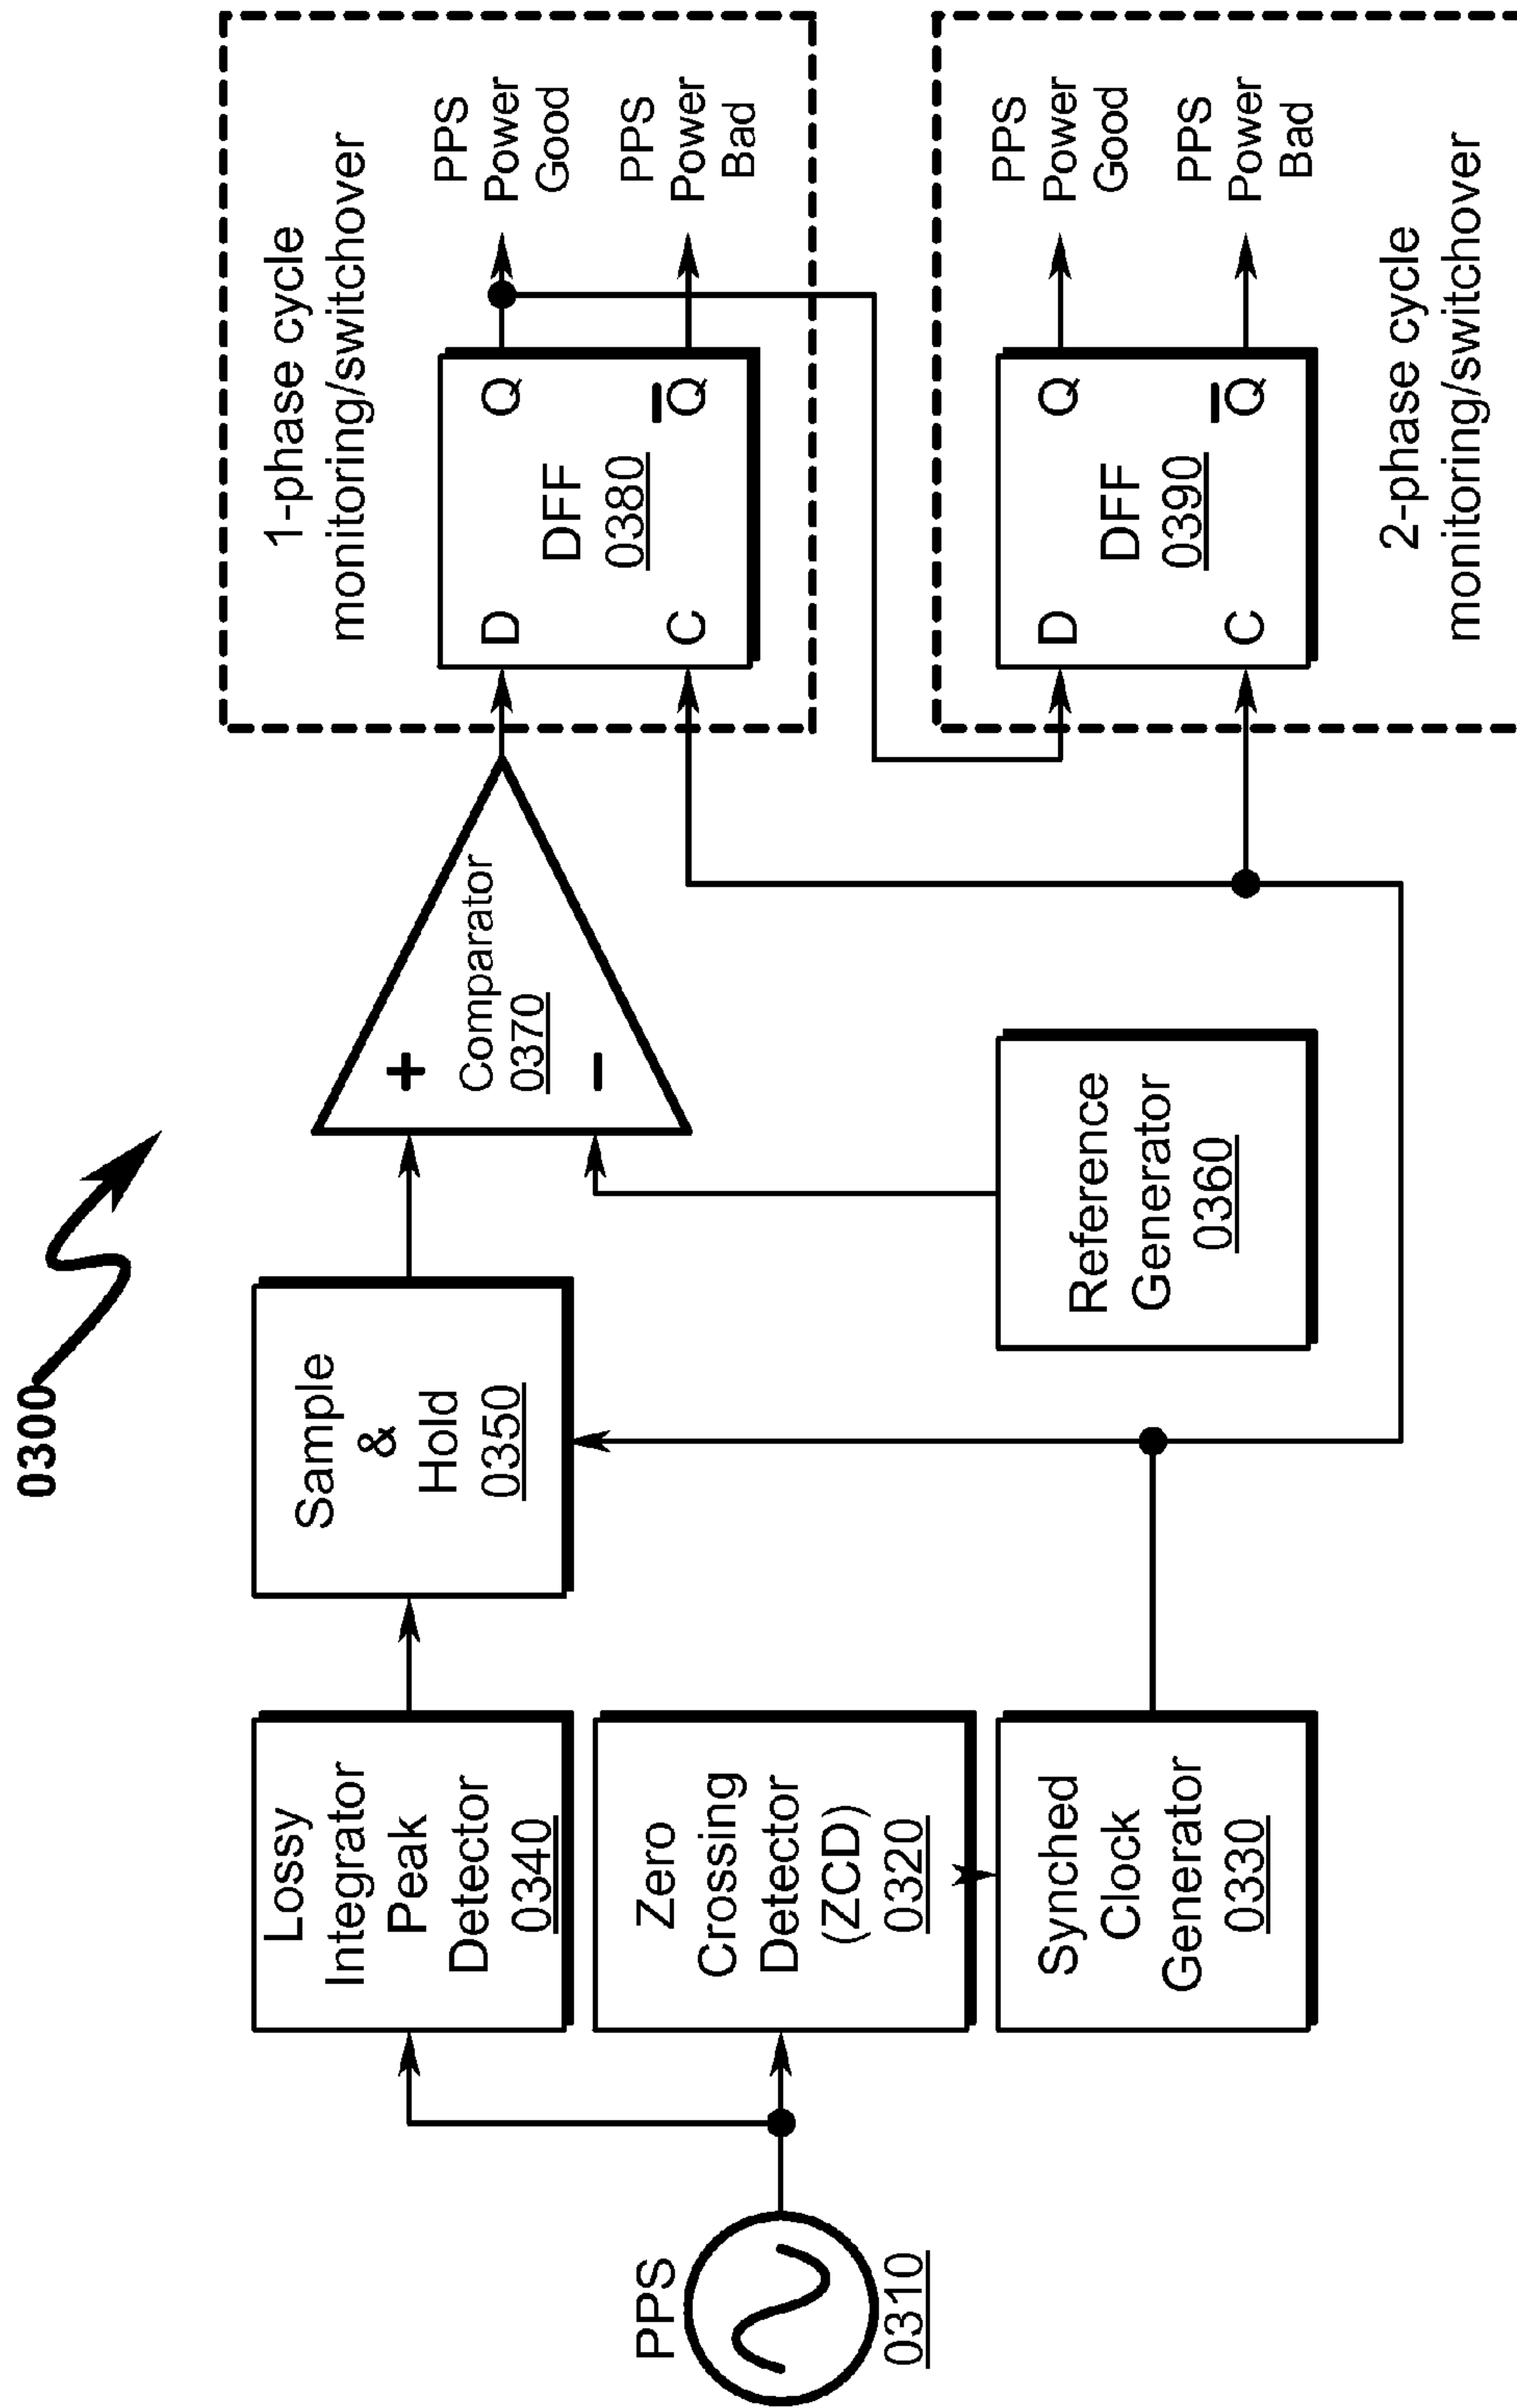 0300
PPS
0310
Lossy
Integrator
Peak
Detector
0340
Zero
Crossing
Detector
(ZCD)
0320
Synched
Clock
Generator
0330
Sample
&
Hold
0350
Reference
Generator
0360
+
Comparator
0370
–
1-phase cycle
monitoring/switchover
D
Q
DFF
0380
C
Q̅
PPS
Power
Good
PPS
Power
Bad
D
Q
DFF
0390
C
Q̅
PPS
Power
Good
PPS
Power
Bad
2-phase cycle
monitoring/switchover